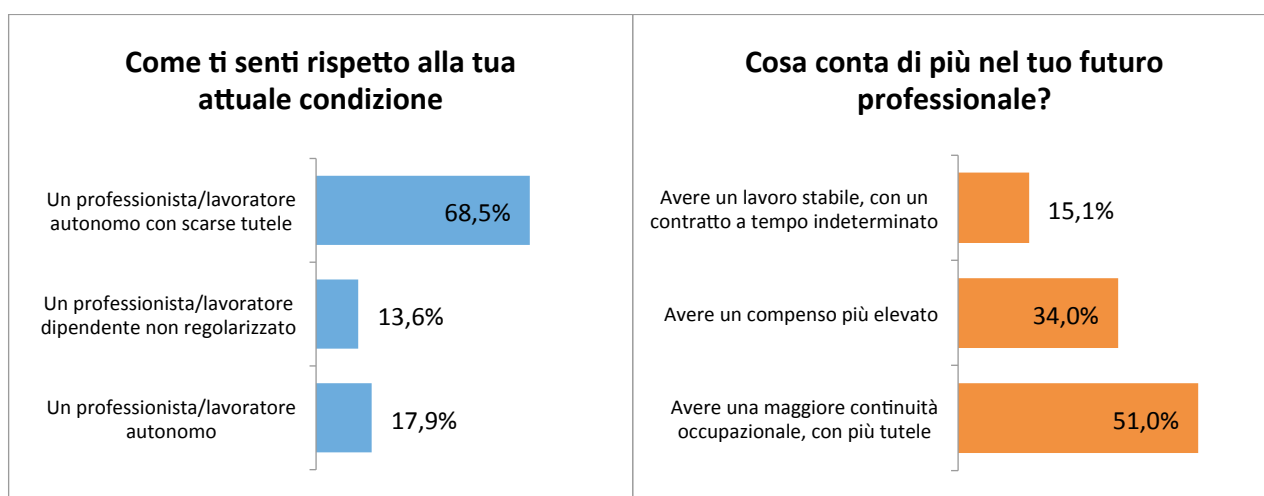 Come ti senti rispetto alla tua
attuale condizione
Un professionista/lavoratore
autonomo con scarse tutele
68,5%
Un professionista/lavoratore
dipendente non regolarizzato
13,6%
Un professionista/lavoratore
autonomo
17,9%
Cosa conta di più nel tuo futuro
professionale?
Avere un lavoro stabile, con un
contratto a tempo indeterminato
15,1%
Avere un compenso più elevato
34,0%
Avere una maggiore continuità
occupazionale, con più tutele
51,0%